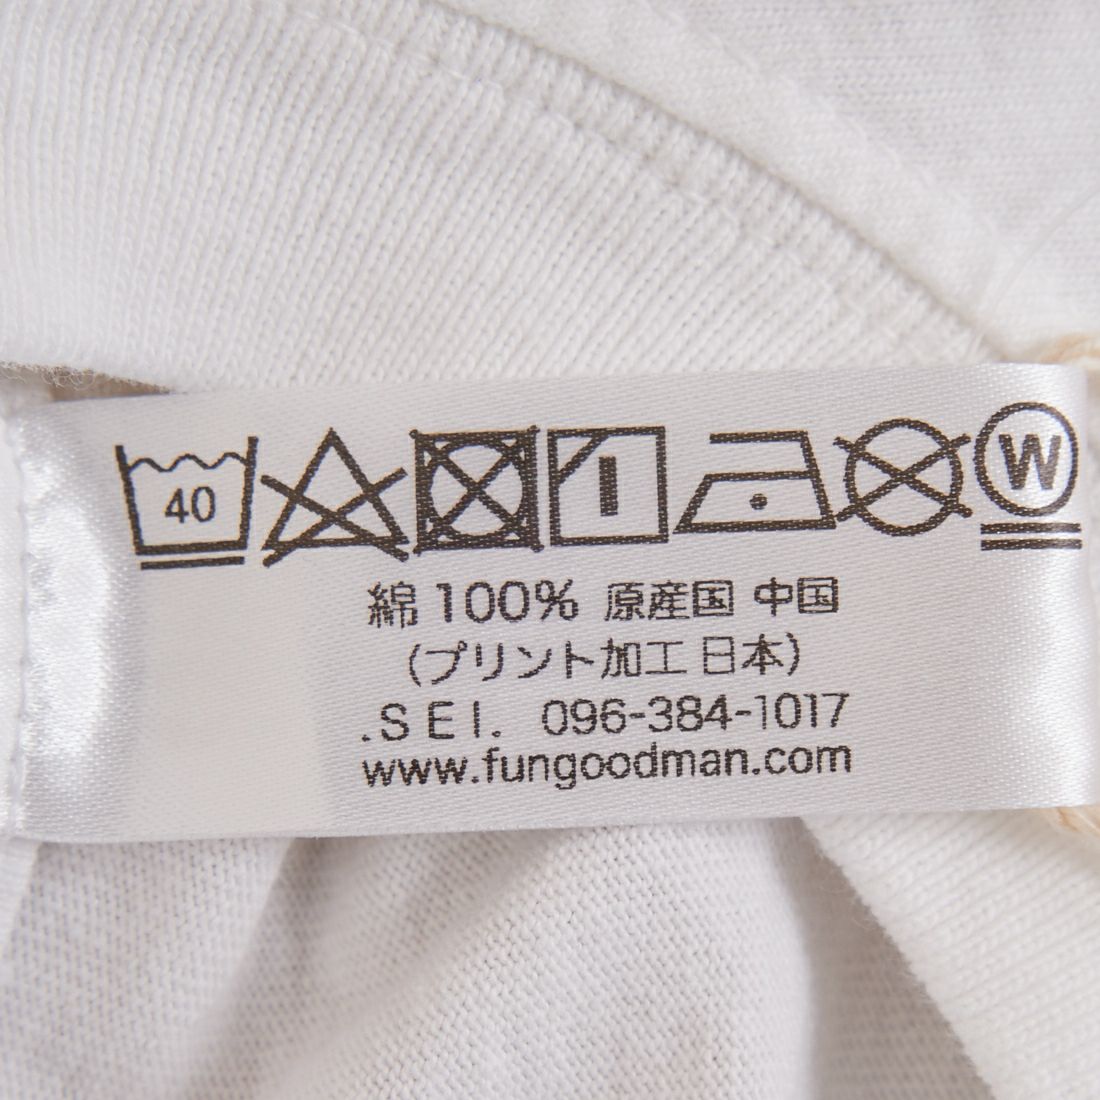 40 W
綿 100% 原産国 中国
(プリント加工 日本)
.SEI. 096-384-1017
www.fungoodman.com